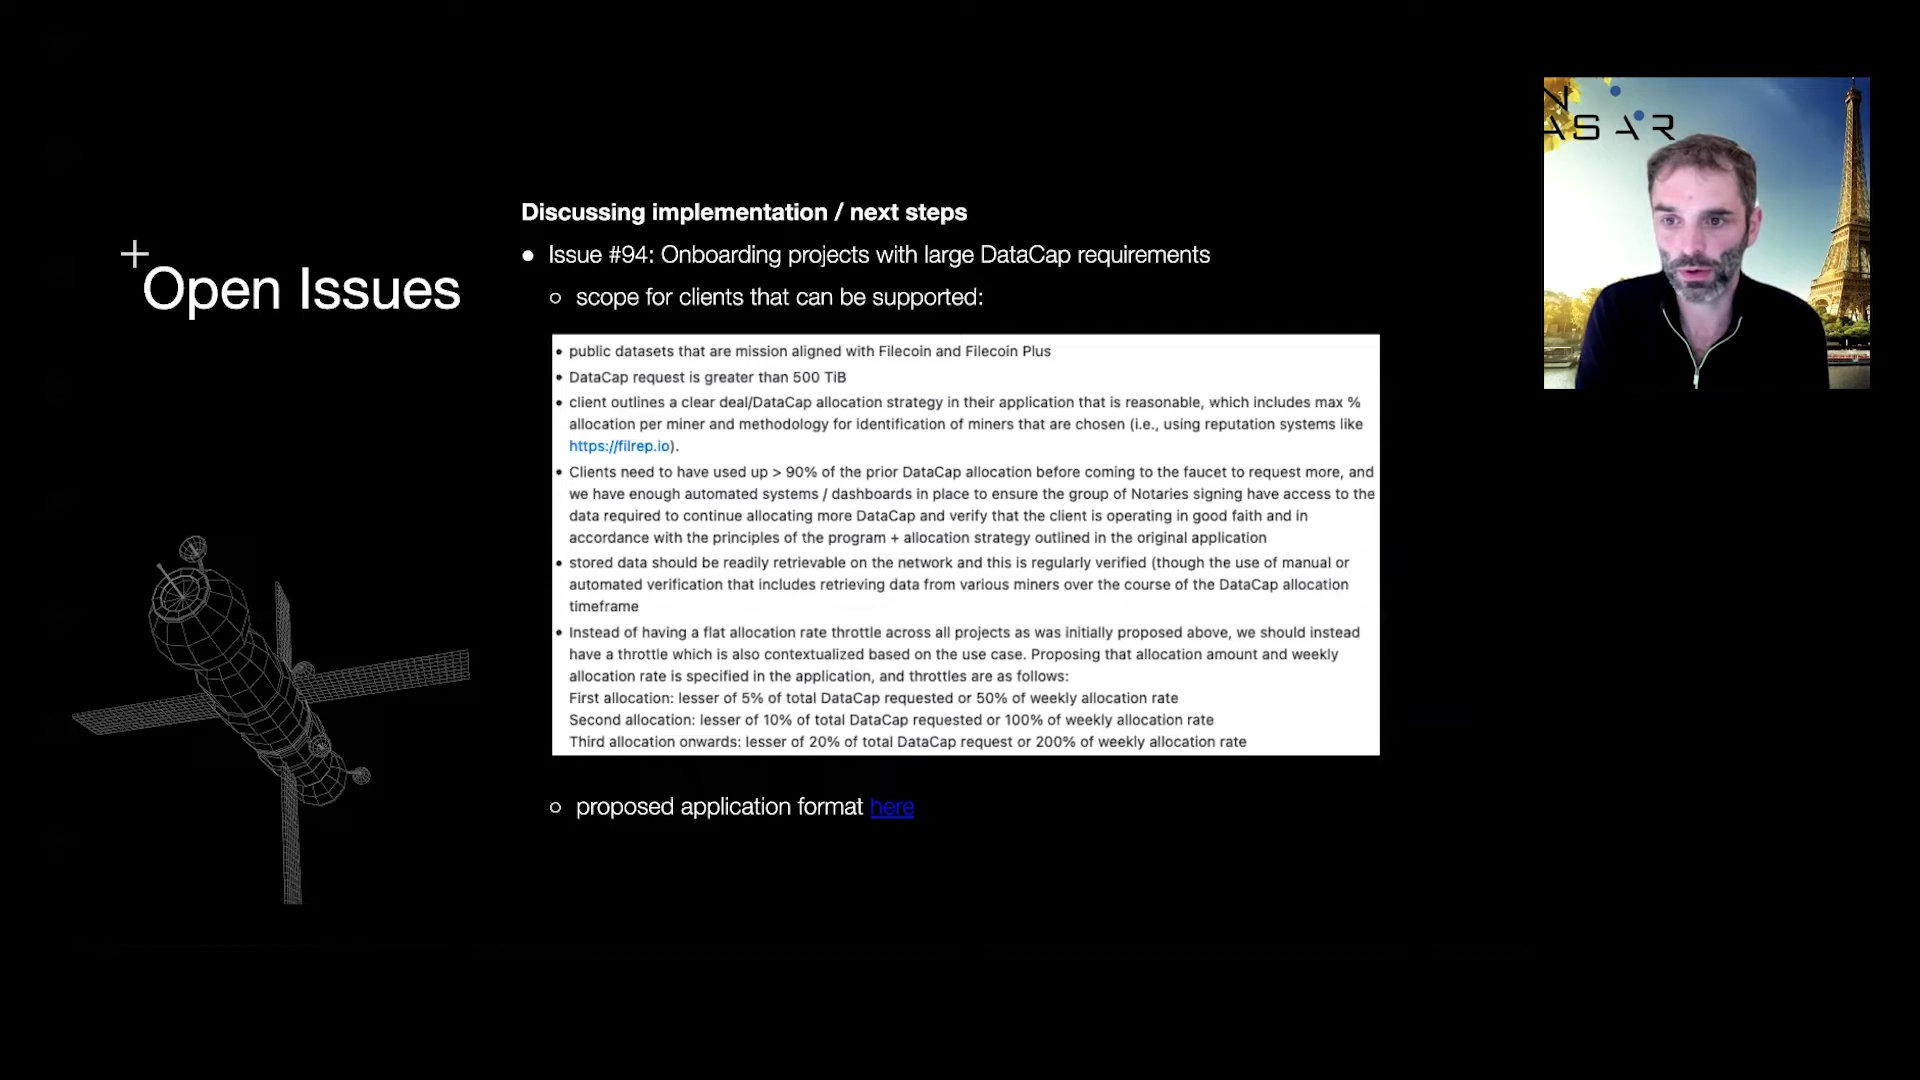 Open Issues
Discussing implementation / next steps
● Issue #94: Onboarding projects with large DataCap requirements
○ scope for clients that can be supported:
• public datasets that are mission aligned with Filecoin and Filecoin Plus
• DataCap request is greater than 500 TiB
• client outlines a clear deal/DataCap allocation strategy in their application that is reasonable, which includes max %
allocation per miner and methodology for identification of miners that are chosen (i.e., using reputation systems like
https://filrep.io).
• Clients need to have used up > 90% of the prior DataCap allocation before coming to the faucet to request more, and
we have enough automated systems / dashboards in place to ensure the group of Notaries signing have access to the
data required to continue allocating more DataCap and verify that the client is operating in good faith and in
accordance with the principles of the program + allocation strategy outlined in the original application
• stored data should be readily retrievable on the network and this is regularly verified (though the use of manual or
automated verification that includes retrieving data from various miners over the course of the DataCap allocation
timeframe
• Instead of having a flat allocation rate throttle across all projects as was initially proposed above, we should instead
have a throttle which is also contextualized based on the use case. Proposing that allocation amount and weekly
allocation rate is specified in the application, and throttles are as follows:
First allocation: lesser of 5% of total DataCap requested or 50% of weekly allocation rate
Second allocation: lesser of 10% of total DataCap requested or 100% of weekly allocation rate
Third allocation onwards: lesser of 20% of total DataCap request or 200% of weekly allocation rate
○ proposed application format here
N
ASAR